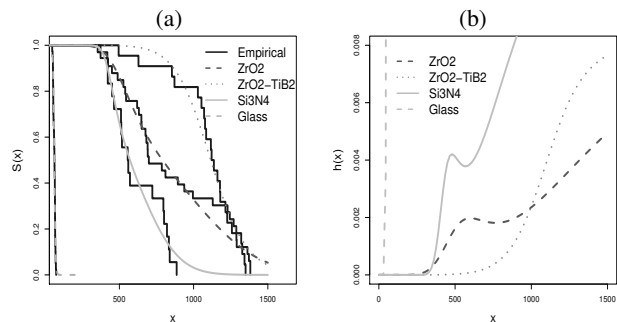 (a)
S(x)
1.0
0.8
0.6
0.4
0.2
0.0
500
1000
1500
x
Empirical
ZrO2
ZrO2−TiB2
Si3N4
Glass
(b)
h(x)
0.008
0.006
0.004
0.002
0.000
0
500
1000
1500
x
ZrO2
ZrO2−TiB2
Si3N4
Glass